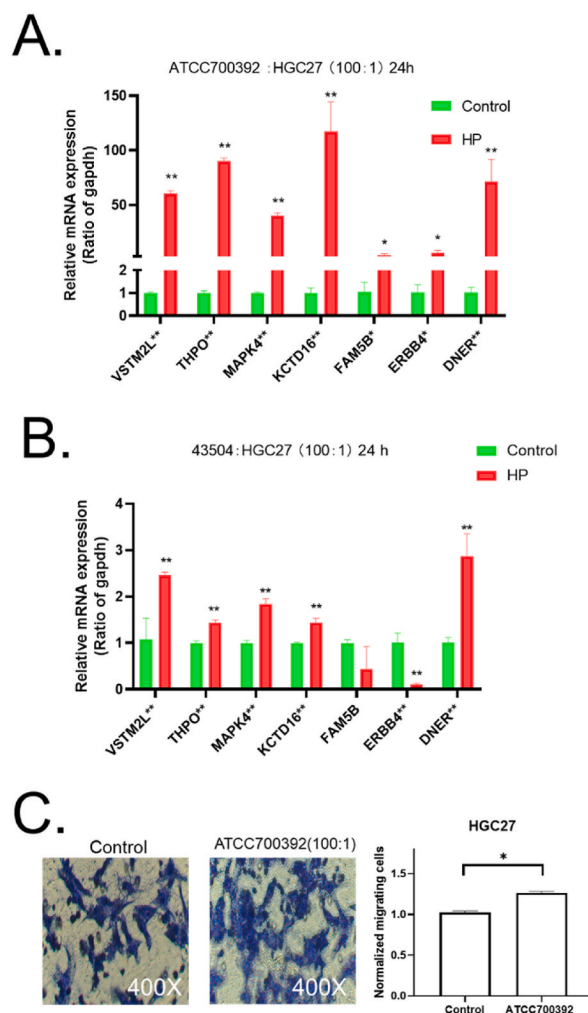 A.
ATCC700392 :HGC27 (100:1) 24h
Relative mRNA expression
(Ratio of gapdh)
150
100
50
2
1
0
Control
HP
**
**
**
**
*
*
**
VSTM2L**
THPO**
MAPK4**
KCTD16**
FAM5B*
ERBB4*
DNER**
B.
43504:HGC27 (100:1) 24 h
Relative mRNA expression
(Ratio of gapdh)
4
3
2
1
0
Control
HP
**
**
**
**
**
**
VSTM2L**
THPO**
MAPK4**
KCTD16**
FAM5B
ERBB4**
DNER**
C.
Control
400X
ATCC700392(100:1)
400X
HGC27
Normalized migrating cells
1.5
1.0
0.5
0.0
*
Control
ATCC700392